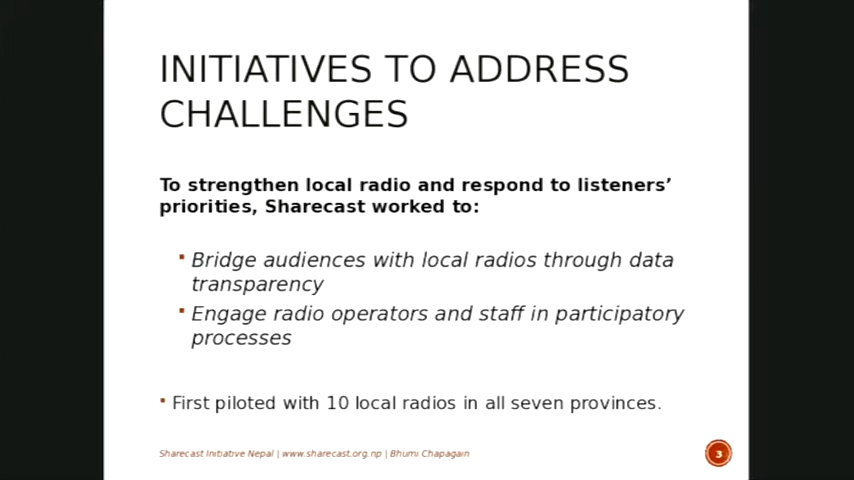 INITIATIVES TO ADDRESS
CHALLENGES
To strengthen local radio and respond to listeners’
priorities, Sharecast worked to:
▪ Bridge audiences with local radios through data
transparency
▪ Engage radio operators and staff in participatory
processes
▪ First piloted with 10 local radios in all seven provinces.
Sharecast Initiative Nepal | www.sharecast.org.np | Bhumi Chapagain
3